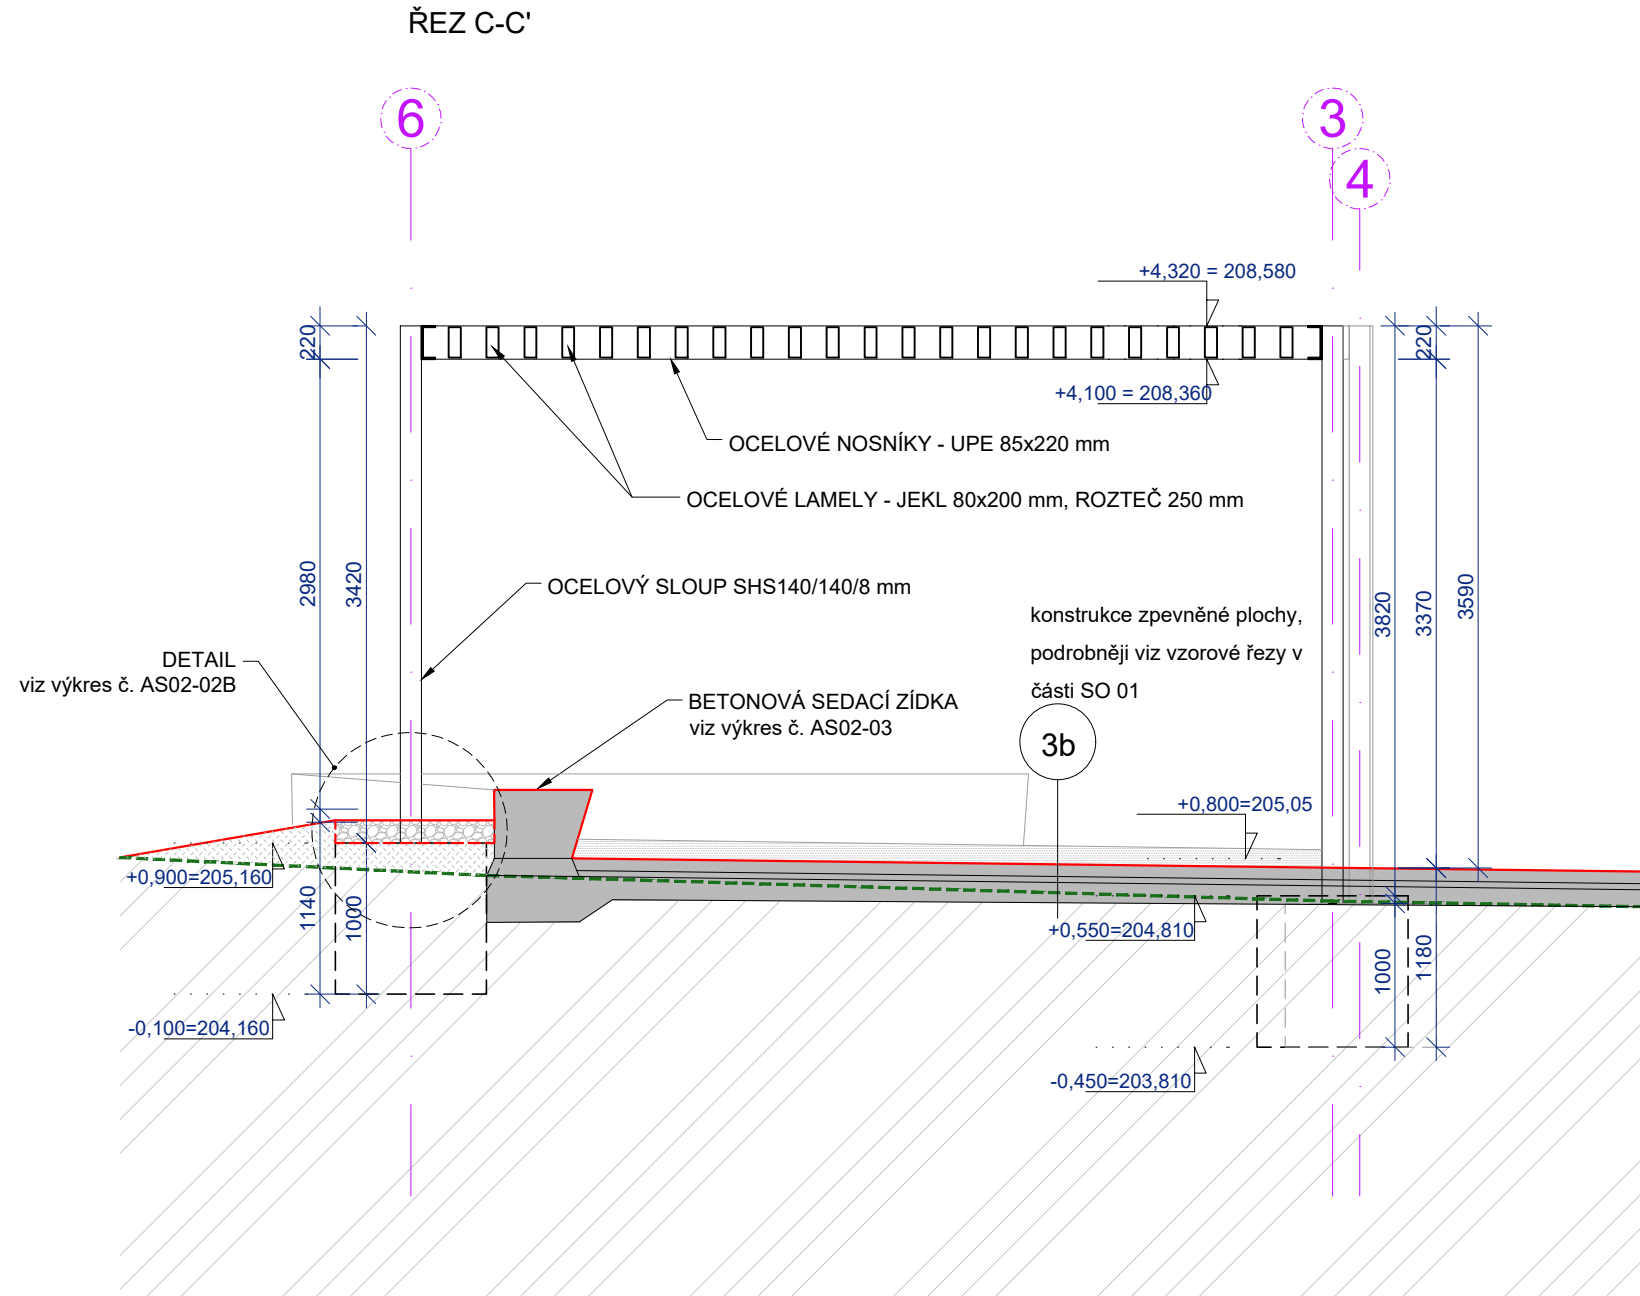 ŘEZ C-C'
6
3
4
+4,320 = 208,580
220
220
+4,100 = 208,360
OCELOVÉ NOSNÍKY - UPE 85x220 mm
OCELOVÉ LAMELY - JEKL 80x200 mm, ROZTEČ 250 mm
2980
3420
OCELOVÝ SLOUP SHS140/140/8 mm
konstrukce zpevněné plochy,
podrobněji viz vzorové řezy v
části SO 01
3820
3370
3590
DETAIL
viz výkres č. AS02-02B
BETONOVÁ SEDACÍ ZÍDKA
viz výkres č. AS02-03
3b
+0,800=205,05
+0,900=205,160
1140
1000
+0,550=204,810
1000
1180
-0,100=204,160
-0,450=203,810